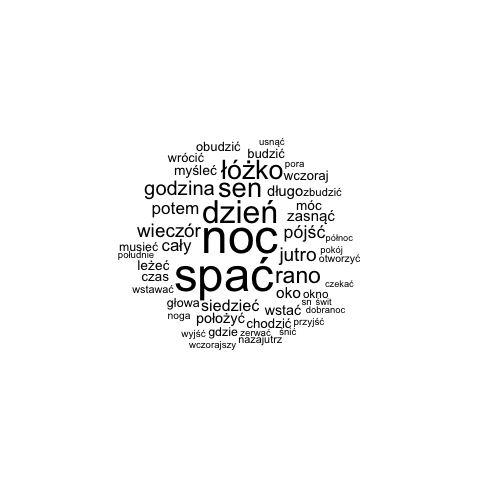 usnąć
obudzić
budzić
wrócić
łóżko
pora
myśleć
wczoraj
godzina
sen
długo
zbudzić
potem
dzień
móc
zasnąć
wieczór
noc
pójść
północ
musieć
cały
jutro
pokój
południe
otworzyć
leżeć
spać
rano
czas
czekać
wstawać
oko
okno
głowa
siedzieć
sn
świt
wstać
dobranoc
noga
położyć
chodzić
przyjść
wyjść
gdzie
zerwać
śnić
nazajutrz
wczorajszy